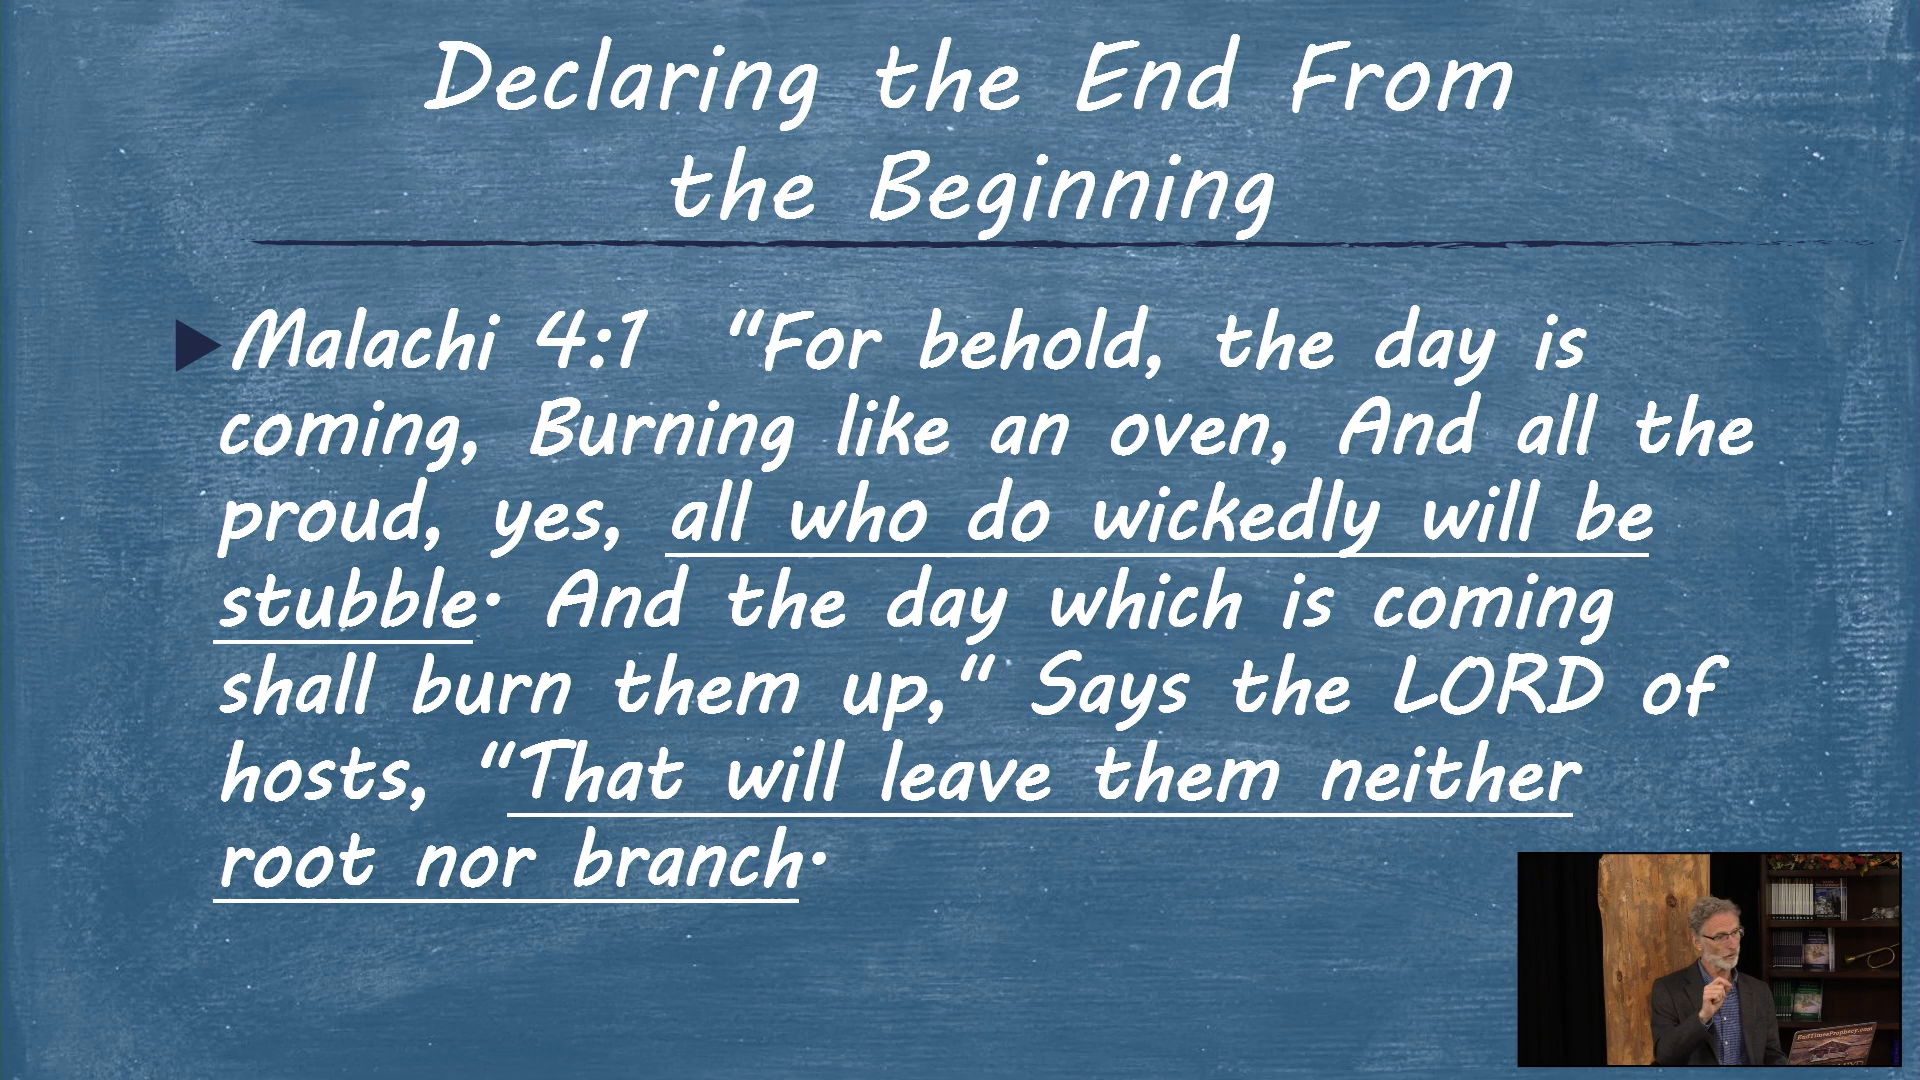 Declaring the End From
the Beginning
Malachi 4:1 “For behold, the day is
coming, Burning like an oven, And all the
proud, yes, all who do wickedly will be
stubble. And the day which is coming
shall burn them up,“ Says the LORD of
hosts, “That will leave them neither
root nor branch.
EndTimesProphecy.com